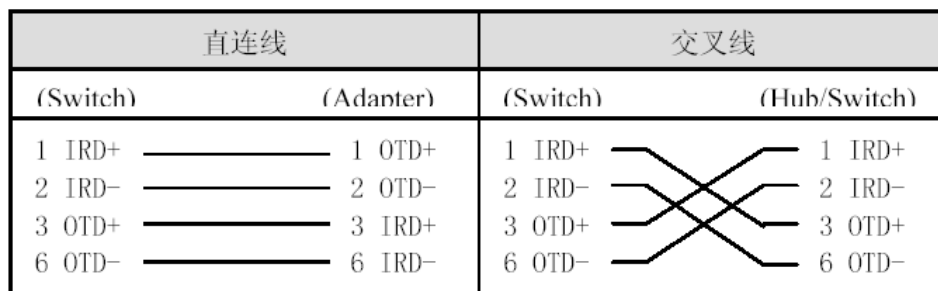 直连线 交叉线
(Switch) (Adapter) (Switch) (Hub/Switch)
1 IRD+ 1 OTD+ 1 IRD+ 1 IRD+
2 IRD- 2 OTD- 2 IRD- 2 IRD-
3 OTD+ 3 IRD+ 3 OTD+ 3 OTD+
6 OTD- 6 IRD- 6 OTD- 6 OTD-